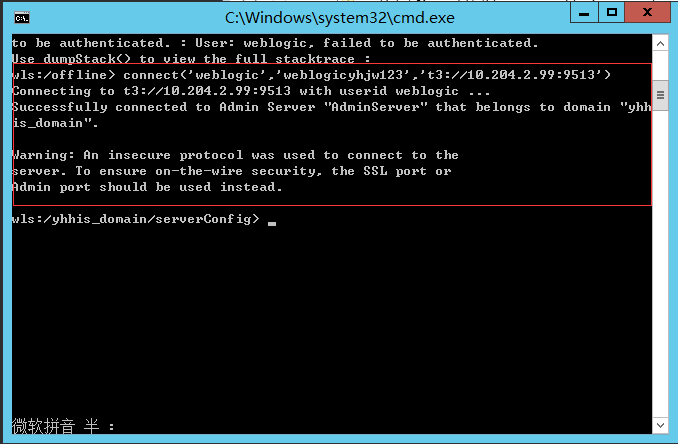 C:\Windows\system32\cmd.exe
to be authenticated. : User: weblogic, failed to be authenticated.
Use dumpStack() to view the full stacktrace :
wls:/offline> connect('weblogic','weblogicyhjw123','t3://10.204.2.99:9513')
Connecting to t3://10.204.2.99:9513 with userid weblogic ...
Successfully connected to Admin Server "AdminServer" that belongs to domain "yhh
is_domain".
Warning: An insecure protocol was used to connect to the
server. To ensure on-the-wire security, the SSL port or
Admin port should be used instead.
wls:/yhhis_domain/serverConfig> _
微软拼音 半 :